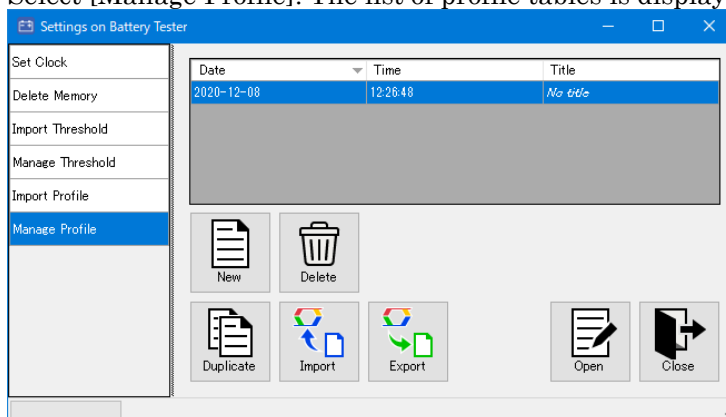 Select [Manage Profile]. The list of profile tables is display
Settings on Battery Tester
Set Clock
Delete Memory
Import Threshold
Manage Threshold
Import Profile
Manage Profile
Date Time Title
2020-12-08 12:26:48 No title
New Delete
Duplicate Import Export Open Close